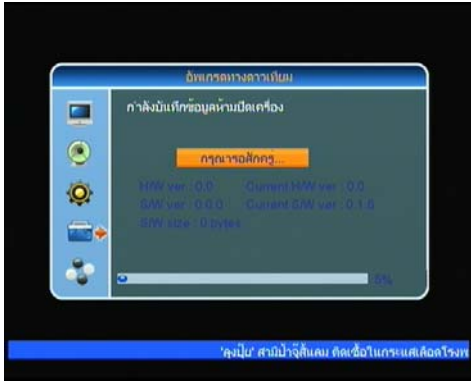 อัพเกรดทางดาวเทียม
กำลังบันทึกข้อมูลห้ามปิดเครื่อง
กรุณารอสักครู่...
H/W ver : 0.0 Current H/W ver : 0.0
S/W ver : 0.0.0 Current S/W ver : 0.1.6
S/W size : 0 bytes
5%
'ลุงปุ๊น' สามีป้าจุ๊สิ้นลม ติดเชื้อในกระแสเลือดโรงพ